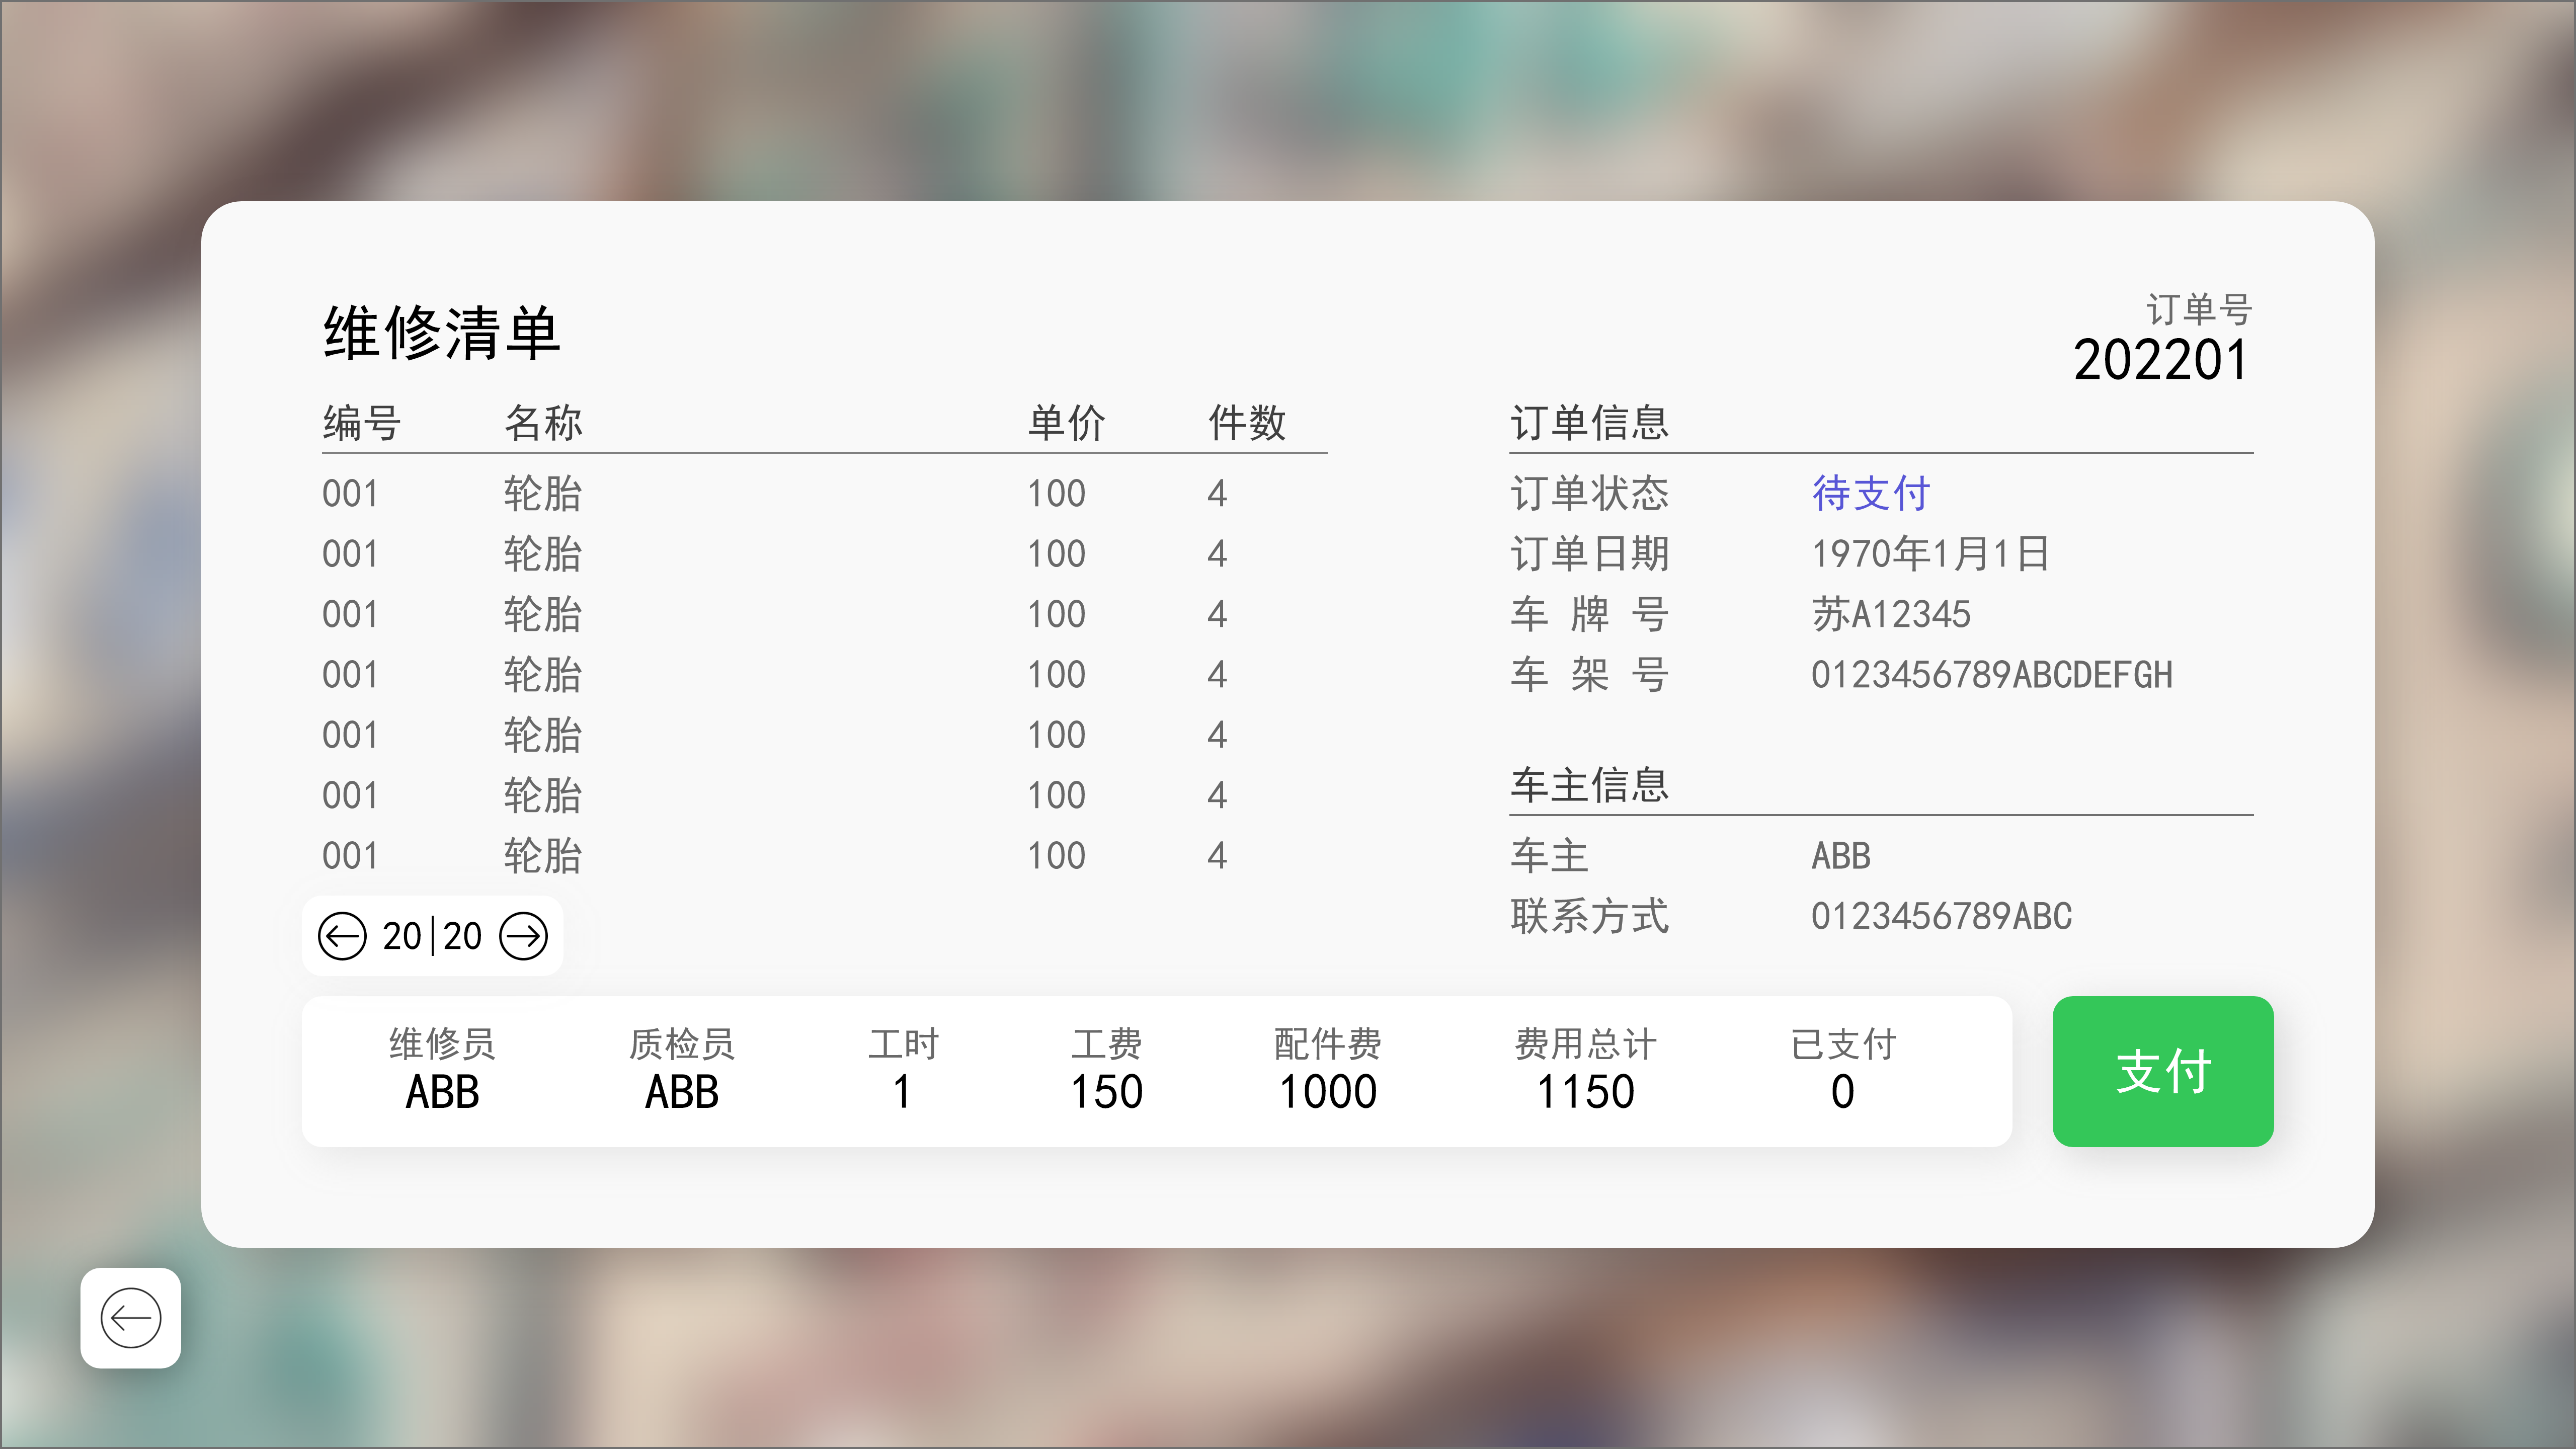 维修清单
订单号
202201
编号 名称 单价 件数
001 轮胎 100 4
001 轮胎 100 4
001 轮胎 100 4
001 轮胎 100 4
001 轮胎 100 4
001 轮胎 100 4
001 轮胎 100 4
20|20
订单信息
订单状态 待支付
订单日期 1970年1月1日
车 牌 号 苏A12345
车 架 号 0123456789ABCDEFGH
车主信息
车主 ABB
联系方式 0123456789ABC
维修员 质检员 工时 工费 配件费 费用总计 已支付
ABB ABB 1 150 1000 1150 0
支付